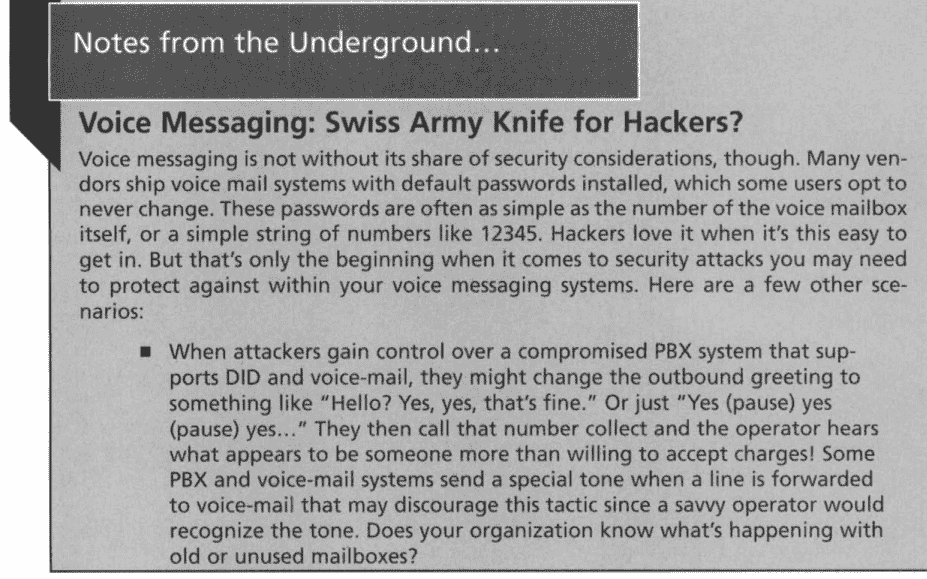 Notes from the Underground...
Voice Messaging: Swiss Army Knife for Hackers?
Voice messaging is not without its share of security considerations, though. Many ven-
dors ship voice mail systems with default passwords installed, which some users opt to
never change. These passwords are often as simple as the number of the voice mailbox
itself, or a simple string of numbers like 12345. Hackers love it when it's this easy to
get in. But that's only the beginning when it comes to security attacks you may need
to protect against within your voice messaging systems. Here are a few other sce-
narios:
■ When attackers gain control over a compromised PBX system that sup-
ports DID and voice-mail, they might change the outbound greeting to
something like "Hello? Yes, yes, that's fine." Or just "Yes (pause) yes
(pause) yes..." They then call that number collect and the operator hears
what appears to be someone more than willing to accept charges! Some
PBX and voice-mail systems send a special tone when a line is forwarded
to voice-mail that may discourage this tactic since a savvy operator would
recognize the tone. Does your organization know what's happening with
old or unused mailboxes?